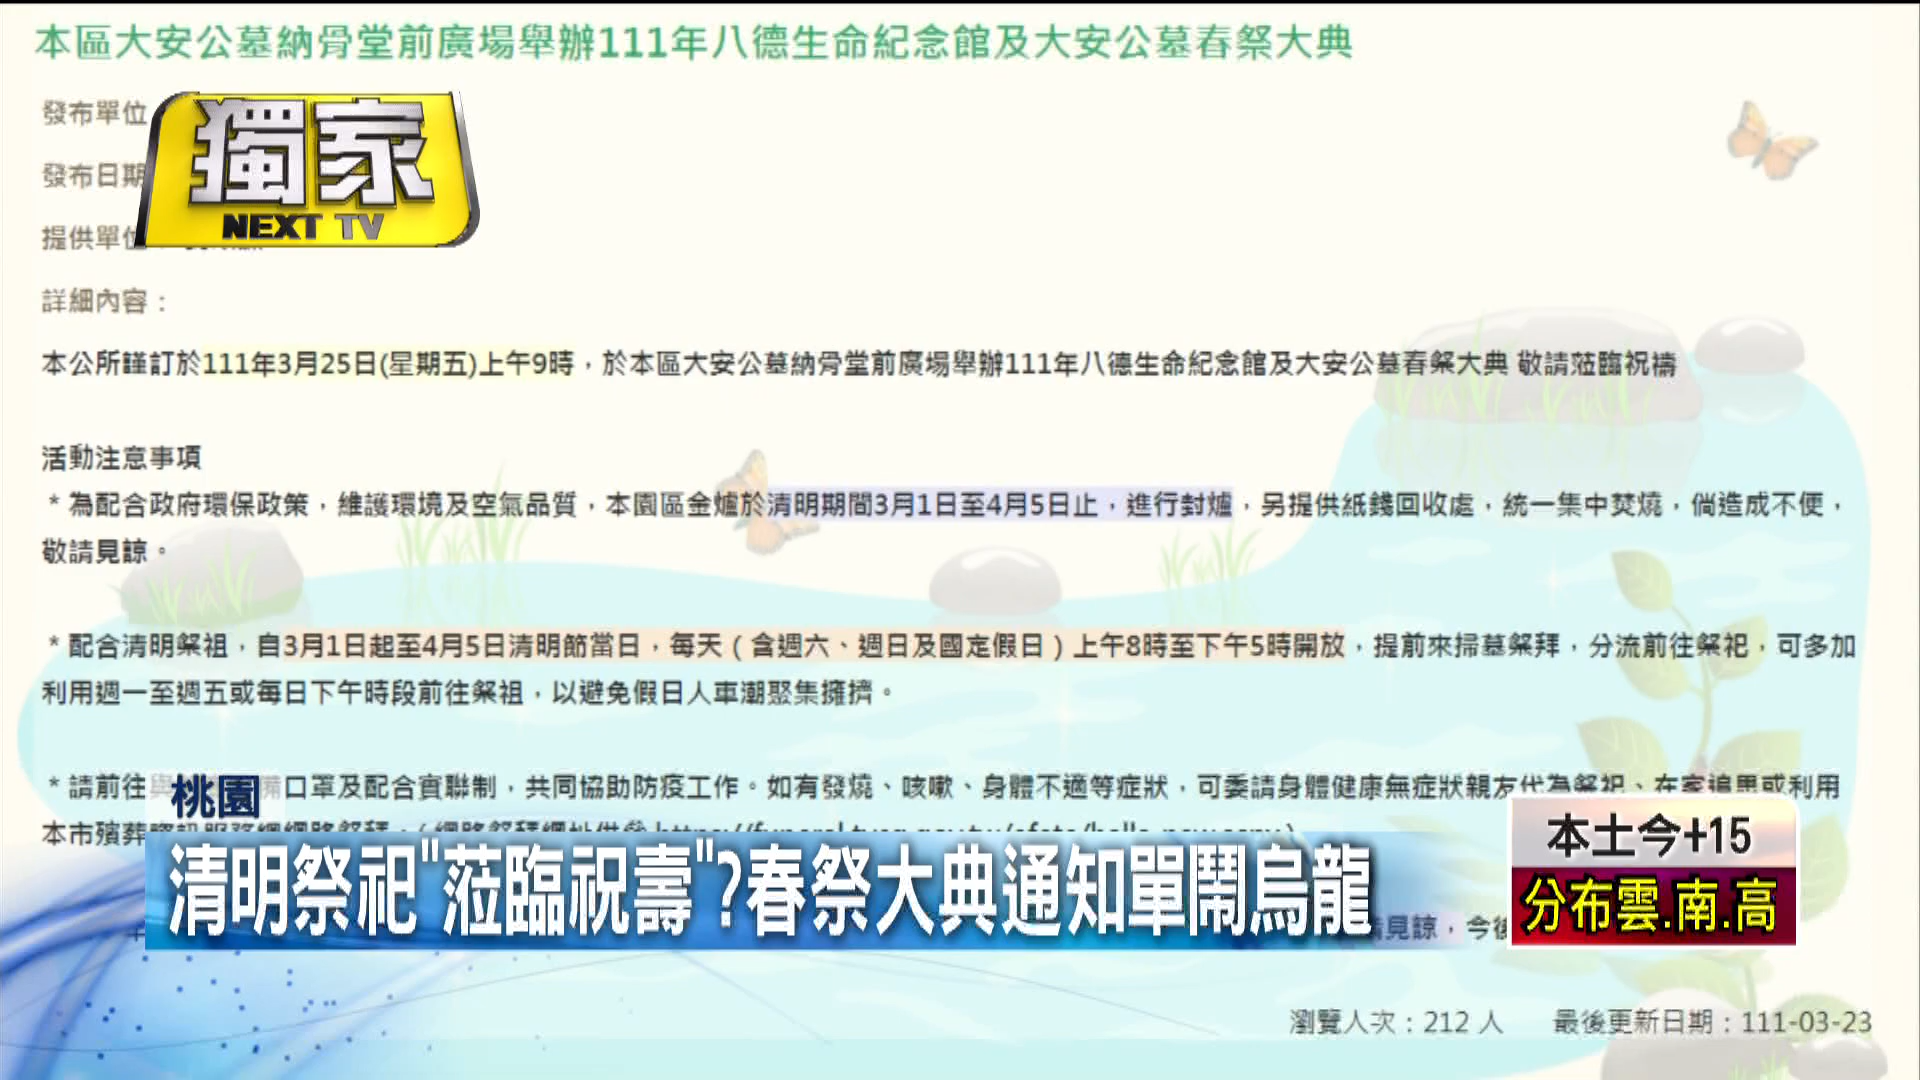 本區大安公墓納骨堂前廣場舉辦111年八德生命紀念館及大安公墓春祭大典
發布單位
獨家
NEXT TV
發布日期
提供單位
詳細內容：
本公所謹訂於111年3月25日(星期五)上午9時，於本區大安公墓納骨堂前廣場舉辦111年八德生命紀念館及大安公墓春祭大典 敬請蒞臨祝禱
活動注意事項
* 為配合政府環保政策，維護環境及空氣品質，本園區金爐於清明期間3月1日至4月5日止，進行封爐，另提供紙錢回收處，統一集中焚燒，倘造成不便，
敬請見諒。
* 配合清明祭祖，自3月1日起至4月5日清明節當日，每天（含週六、週日及國定假日）上午8時至下午5時開放，提前來掃墓祭拜，分流前往祭祀，可多加
利用週一至週五或每日下午時段前往祭祖，以避免假日人車潮聚集擁擠。
* 請前往 口罩及配合實聯制，共同協助防疫工作。如有發燒、咳嗽、身體不適等症狀，可委請身體健康無症狀親友代為祭祀、在家追思或利用
本市殯葬
桃園
清明祭祀"蒞臨祝壽"?春祭大典通知單鬧烏龍
見諒，今後
本土今+15
分布雲.南.高
瀏覽人次：212 人 最後更新日期：111-03-23